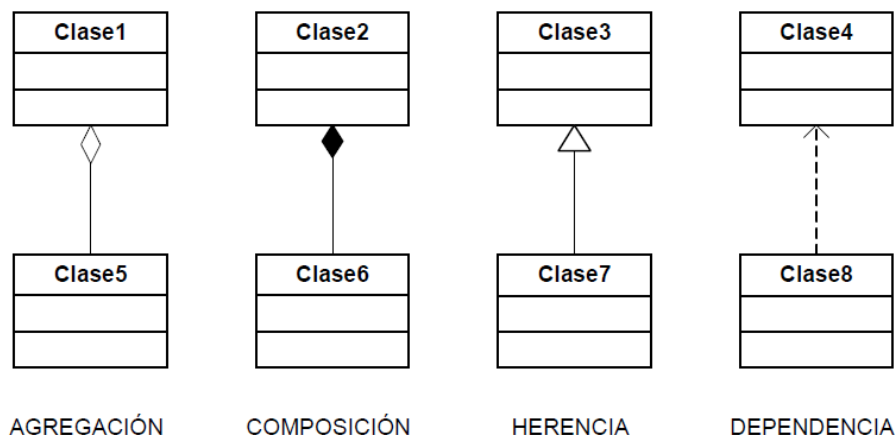 Clase1 Clase2 Clase3 Clase4
Clase5 Clase6 Clase7 Clase8
AGREGACIÓN COMPOSICIÓN HERENCIA DEPENDENCIA